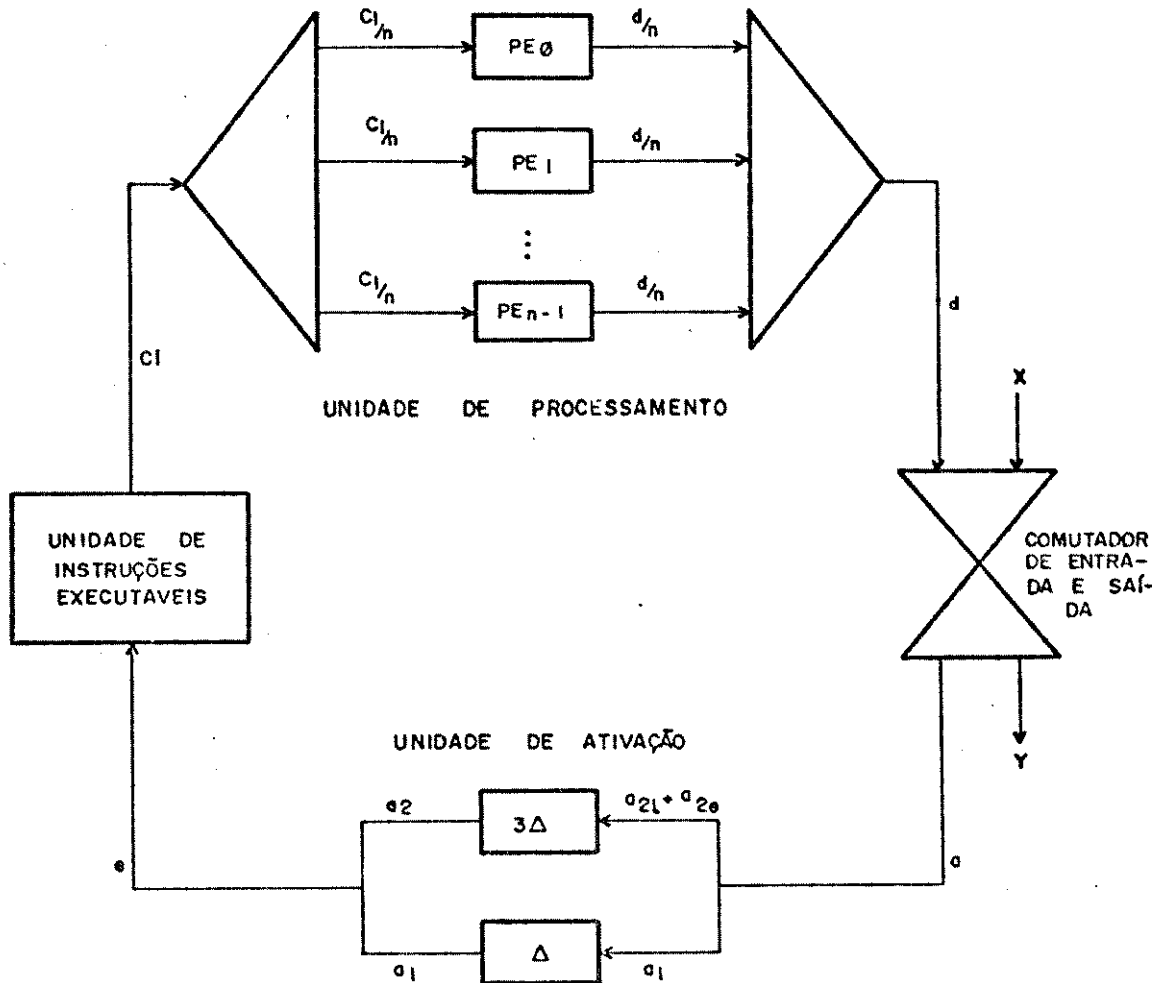 CI/n
PEØ
d/n
CI/n
PE1
d/n
⋮
CI/n
PEn-1
d/n
CI
d
X
UNIDADE DE PROCESSAMENTO
UNIDADE DE
INSTRUÇÕES
EXECUTAVEIS
COMUTADOR
DE ENTRA-
DA E SAÍ-
DA
Y
UNIDADE DE ATIVAÇÃO
a2
3Δ
a2i + a2e
e
a
a1
Δ
a1